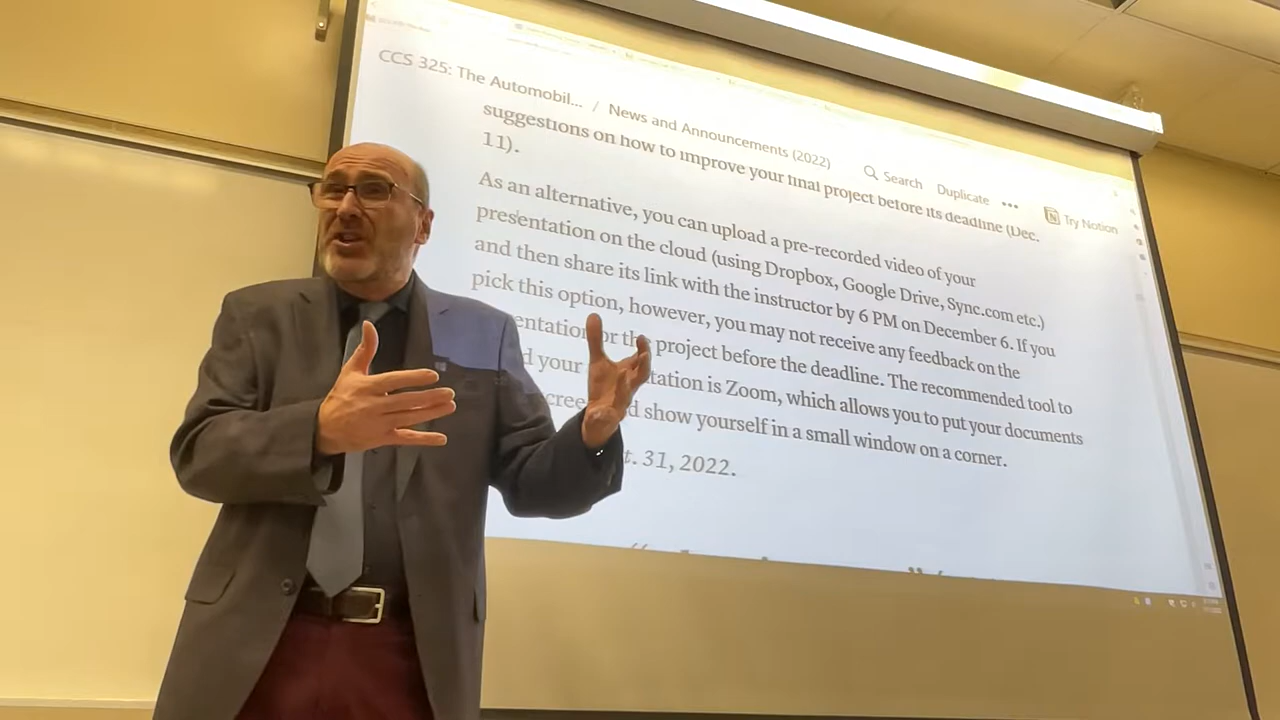 CCS 325: The Automobil... / News and Announcements (2022) Search Duplicate ••• Try Notion
suggestions on how to improve your final project before its deadline (Dec.
11).
As an alternative, you can upload a pre-recorded video of your
presentation on the cloud (using Dropbox, Google Drive, Sync.com etc.)
and then share its link with the instructor by 6 PM on December 6. If you
pick this option, however, you may not receive any feedback on the
entation or the project before the deadline. The recommended tool to
d your tation is Zoom, which allows you to put your documents
cree d show yourself in a small window on a corner.
t. 31, 2022.